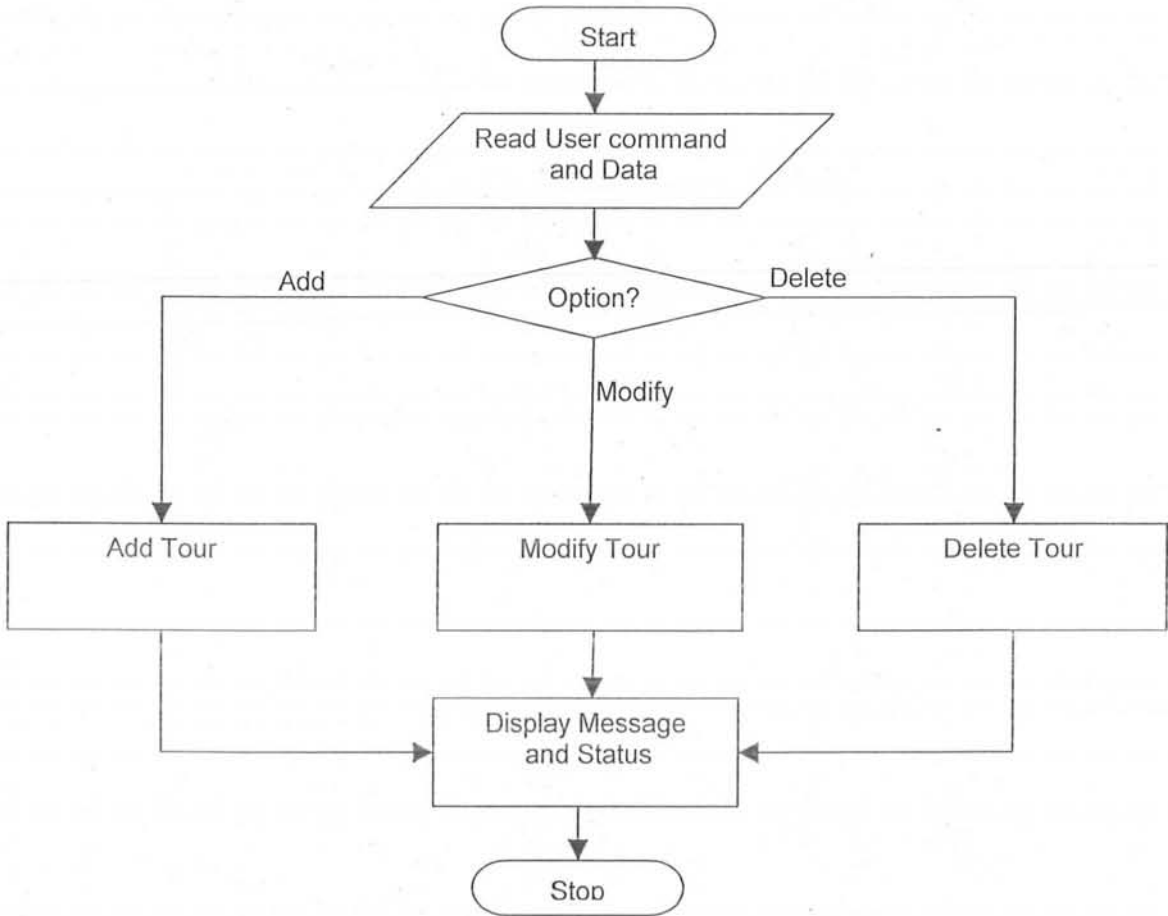 Start
Read User command
and Data
Option?
Add
Delete
Modify
Add Tour
Modify Tour
Delete Tour
Display Message
and Status
Stop